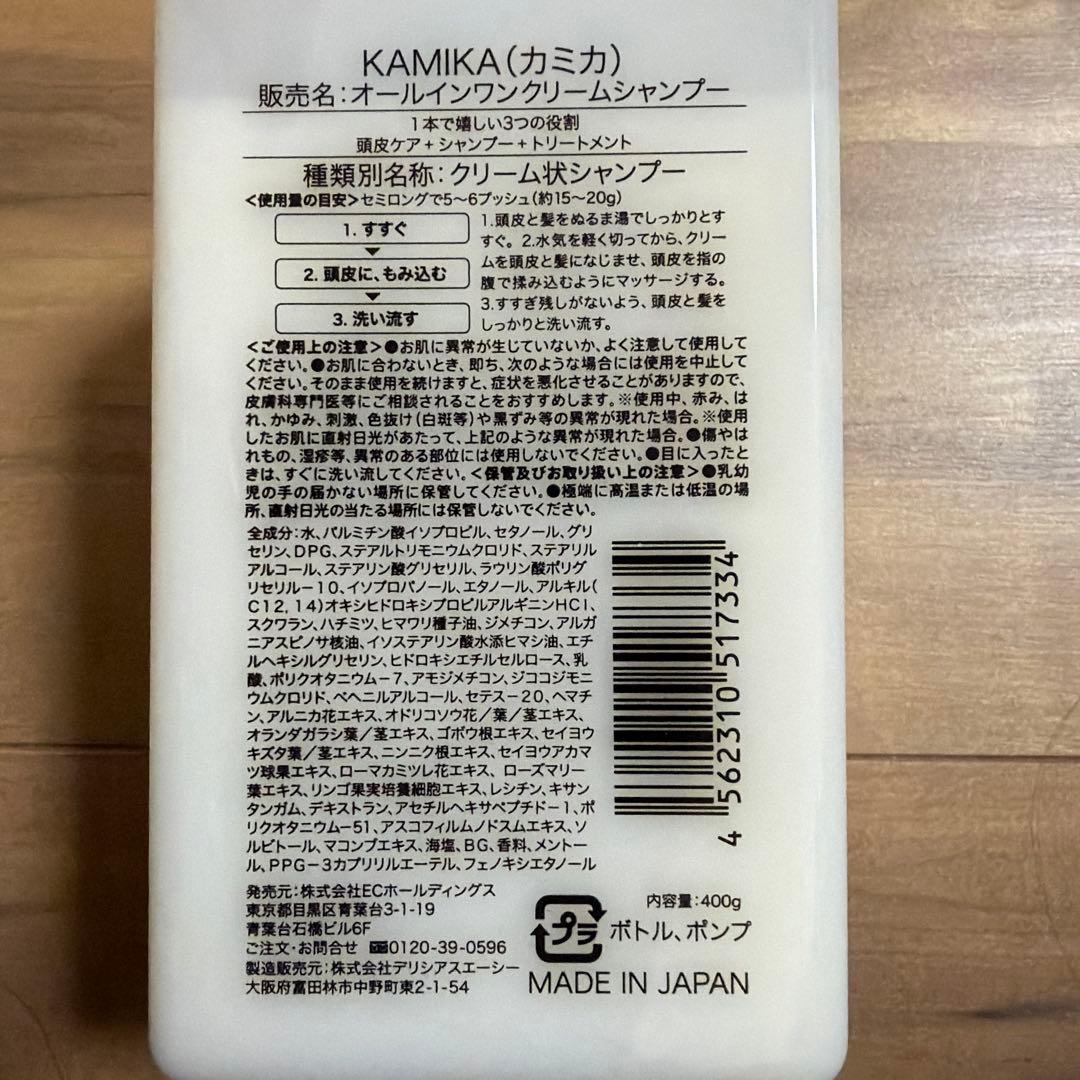 KAMIKA(カミカ)
販売名：オールインワンクリームシャンプー
1本で嬉しい3つの役割
頭皮ケア＋シャンプー＋トリートメント
種類別名称：クリーム状シャンプー
＜使用量の目安＞セミロングで5～6プッシュ(約15～20g)
1. すすぐ
2. 頭皮に、もみ込む
3. 洗い流す
1.頭皮と髪をぬるま湯でしっかりとす
すぐ。2.水気を軽く切ってから、クリー
ムを頭皮と髪になじませ、頭皮を指の
腹で揉み込むようにマッサージする。
3.すすぎ残しがないよう、頭皮と髪を
しっかりと洗い流す。
＜ご使用上の注意＞●お肌に異常が生じていないか、よく注意して使用して
ください。●お肌に合わないとき、即ち、次のような場合には使用を中止して
ください。そのまま使用を続けますと、症状を悪化させることがありますので、
皮膚科専門医等にご相談されることをおすすめします。※使用中、赤み、は
れ、かゆみ、刺激、色抜け(白斑等)や黒ずみ等の異常が現れた場合。※使用
したお肌に直射日光があたって、上記のような異常が現れた場合。●傷やは
れもの、湿疹等、異常のある部位には使用しないでください。●目に入ったと
きは、すぐに洗い流してください。＜保管及びお取り扱い上の注意＞●乳幼
児の手の届かない場所に保管してください。●極端に高温または低温の場
所、直射日光の当たる場所には保管しないでください。
全成分：水、パルミチン酸イソプロピル、セタノール、グリ
セリン、DPG、ステアルトリモニウムクロリド、ステアリル
アルコール、ステアリン酸グリセリル、ラウリン酸ポリグ
リセリル－10、イソプロパノール、エタノール、アルキル(
C12,14)オキシヒドロキシプロピルアルギニンHCl、
スクワラン、ハチミツ、ヒマワリ種子油、ジメチコン、アルガ
ニアスピノサ核油、イソステアリン酸水添ヒマシ油、エチ
ルヘキシルグリセリン、ヒドロキシエチルセルロース、乳
酸、ポリクオタニウム－7、アモジメチコン、ジココジモニ
ウムクロリド、ベヘニルアルコール、セテス－20、ヘマチ
ン、アルニカ花エキス、オドリコソウ花／葉／茎エキス、
オランダガラシ葉／茎エキス、ゴボウ根エキス、セイヨウ
キズタ葉／茎エキス、ニンニク根エキス、セイヨウアカマ
ツ球果エキス、ローマカミツレ花エキス、ローズマリー
葉エキス、リンゴ果実培養細胞エキス、レシチン、キサン
タンガム、デキストラン、アセチルヘキサペプチド－1、ポ
リクオタニウム－51、アスコフィルムノドスムエキス、ソ
ルビトール、マコンブエキス、海塩、BG、香料、メントー
ル、PPG－3カプリリルエーテル、フェノキシエタノール
4 562310 517334
発売元：株式会社ECホールディングス
東京都目黒区青葉台3-1-19
青葉台石橋ビル6F
ご注文・お問合せ 0120-39-0596
製造販売元：株式会社デリシアスエーシー
大阪府富田林市中野町東2-1-54
内容量：400g
プラ
ボトル、ポンプ
MADE IN JAPAN